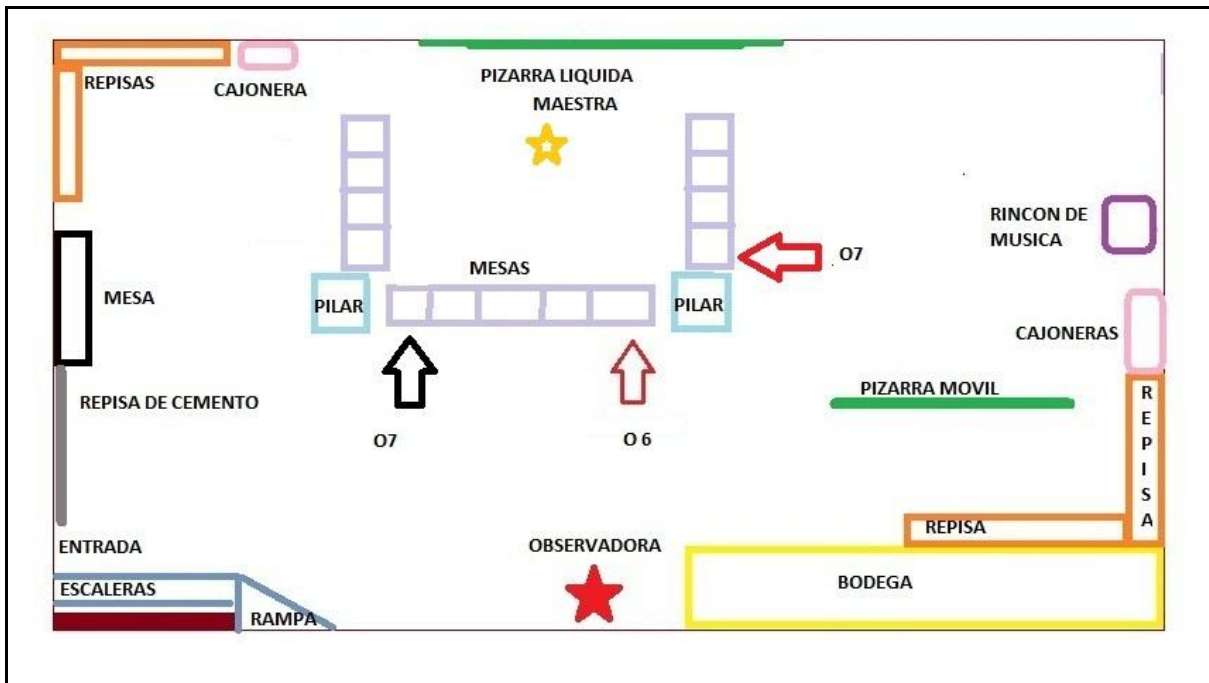 PIZARRA LIQUIDA
REPISAS
CAJONERA
MAESTRA
RINCON DE
MUSICA
O7
MESAS
MESA
PILAR
PILAR
CAJONERAS
PIZARRA MOVIL
REPISA DE CEMENTO
REPISA
O7
O 6
REPISA
ENTRADA
OBSERVADORA
ESCALERAS
BODEGA
RAMPA